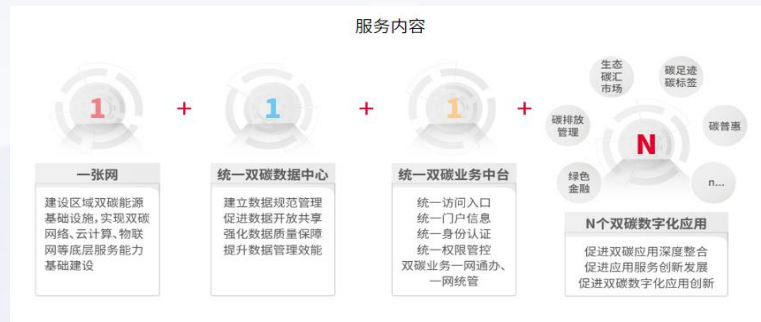 服务内容
1
+
1
+
1
+
N
生态
碳汇
市场
碳足迹
碳标签
碳排放
管理
碳普惠
绿色
金融
n...
一张网
建设区域双碳能源
基础设施,实现双碳
网络、云计算、物联
网等底层服务能力
基础建设
统一双碳数据中心
建立数据规范管理
促进数据开放共享
强化数据质量保障
提升数据管理效能
统一双碳业务中台
统一访问入口
统一门户信息
统一身份认证
统一权限管控
双碳业务一网通办、
一网统管
N个双碳数字化应用
促进双碳应用深度整合
促进应用服务创新发展
促进双碳数字化应用创新